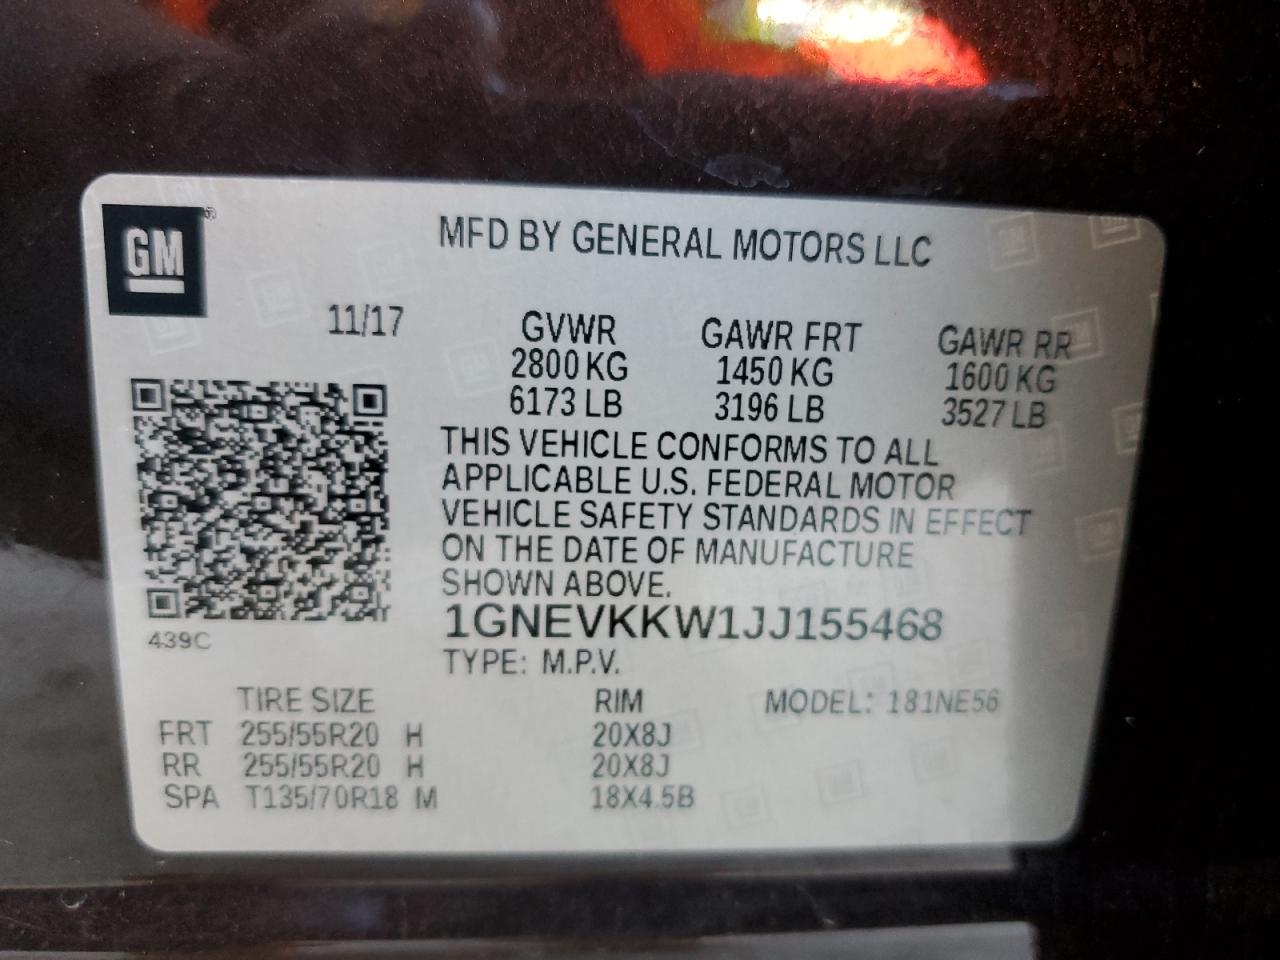 GM
MFD BY GENERAL MOTORS LLC
11/17
GVWR GAWR FRT GAWR RR
2800 KG 1450 KG 1600 KG
6173 LB 3196 LB 3527 LB
THIS VEHICLE CONFORMS TO ALL
APPLICABLE U.S. FEDERAL MOTOR
VEHICLE SAFETY STANDARDS IN EFFECT
ON THE DATE OF MANUFACTURE
SHOWN ABOVE.
1GNEVKKW1JJ155468
439C
TYPE: M.P.V.
TIRE SIZE RIM MODEL: 181NE56
FRT 255/55R20 H 20X8J
RR 255/55R20 H 20X8J
SPA T135/70R18 M 18X4.5B